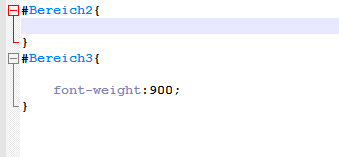 #Bereich2{
}
#Bereich3{
font-weight:900;
}